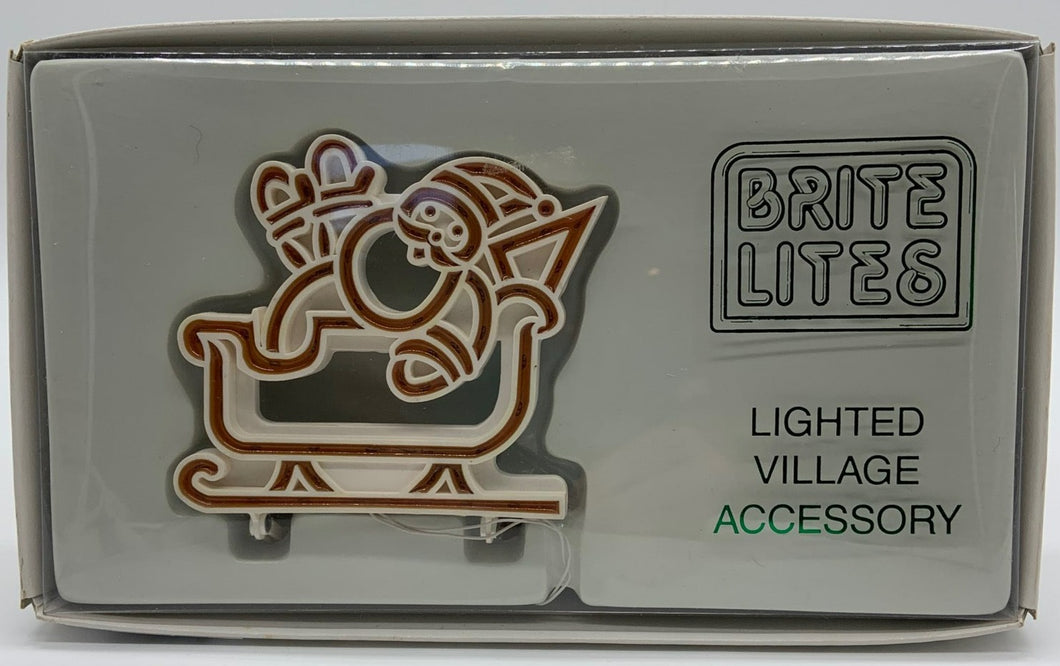 BRITE
LITES
LIGHTED
VILLAGE
ACCESSORY